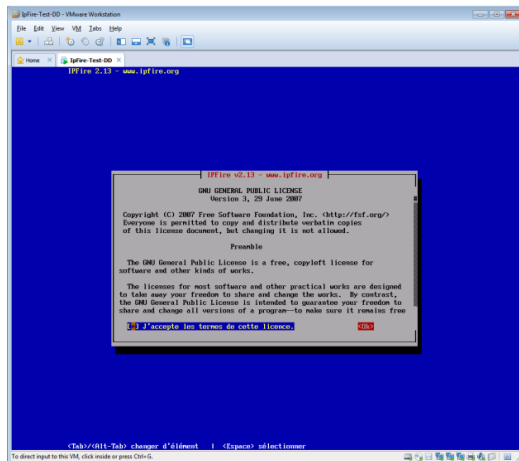 IpFire-Test-DD - VMware Workstation
File Edit View VM Tabs Help
Home × IpFire-Test-DD ×
IPFire 2.13 - www.ipfire.org
IPFire v2.13 - www.ipfire.org
GNU GENERAL PUBLIC LICENSE
Version 3, 29 June 2007
Copyright (C) 2007 Free Software Foundation, Inc. <http://fsf.org/>
Everyone is permitted to copy and distribute verbatim copies
of this license document, but changing it is not allowed.
Preamble
The GNU General Public License is a free, copyleft license for
software and other kinds of works.
The licenses for most software and other practical works are designed
to take away your freedom to share and change the works. By contrast,
the GNU General Public License is intended to guarantee your freedom to
share and change all versions of a program--to make sure it remains free
[*] J'accepte les termes de cette licence. <Ok>
<Tab>/<Alt-Tab> changer d'élément | <Espace> sélectionner
To direct input to this VM, click inside or press Ctrl+G.